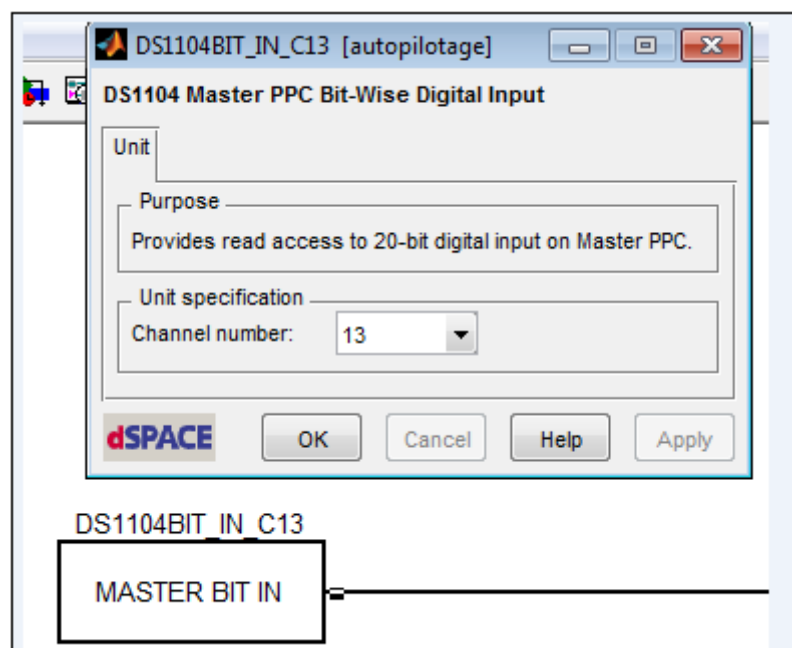 DS1104BIT_IN_C13 [autopilotage]
DS1104 Master PPC Bit-Wise Digital Input
Unit
Purpose
Provides read access to 20-bit digital input on Master PPC.
Unit specification
Channel number: 13
dSPACE OK Cancel Help Apply
DS1104BIT_IN_C13
MASTER BIT IN